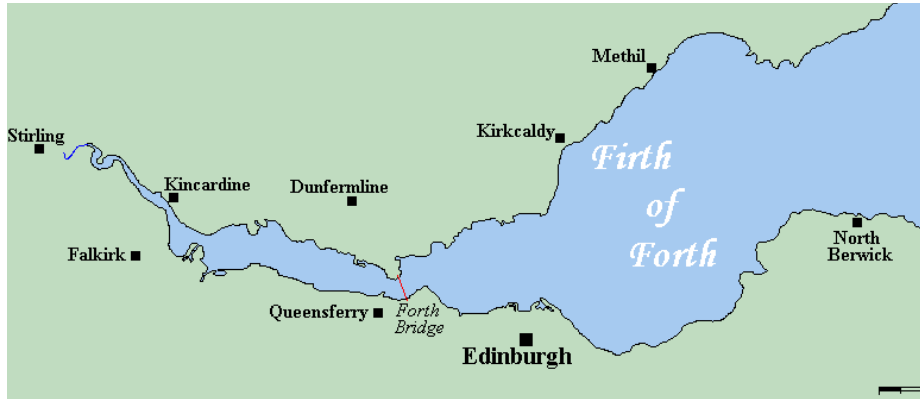 Methil
Stirling
Kirkcaldy
Firth
of
Forth
Kincardine
Dunfermline
Falkirk
North
Berwick
Queensferry
Forth
Bridge
Edinburgh